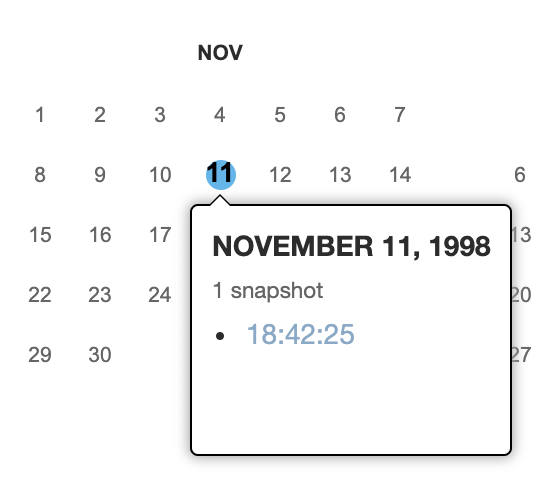 NOV
1 2 3 4 5 6 7
8 9 10 11 12 13 14 6
15 16 17 13
22 23 24 20
29 30 27
NOVEMBER 11, 1998
1 snapshot
• 18:42:25